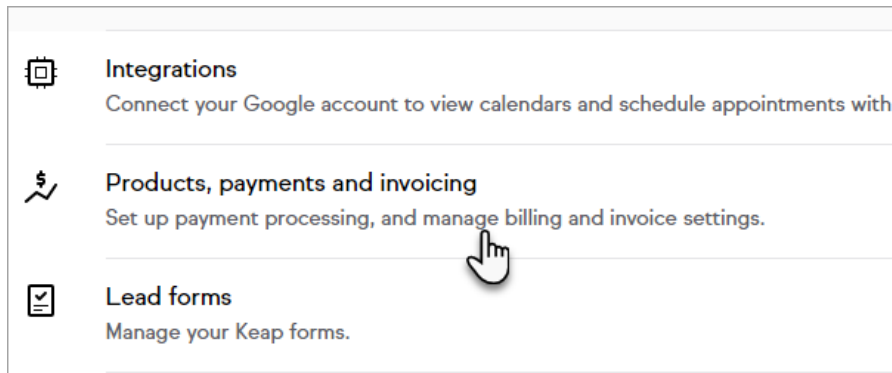 Integrations
Connect your Google account to view calendars and schedule appointments with
$
Products, payments and invoicing
Set up payment processing, and manage billing and invoice settings.
Lead forms
Manage your Keap forms.